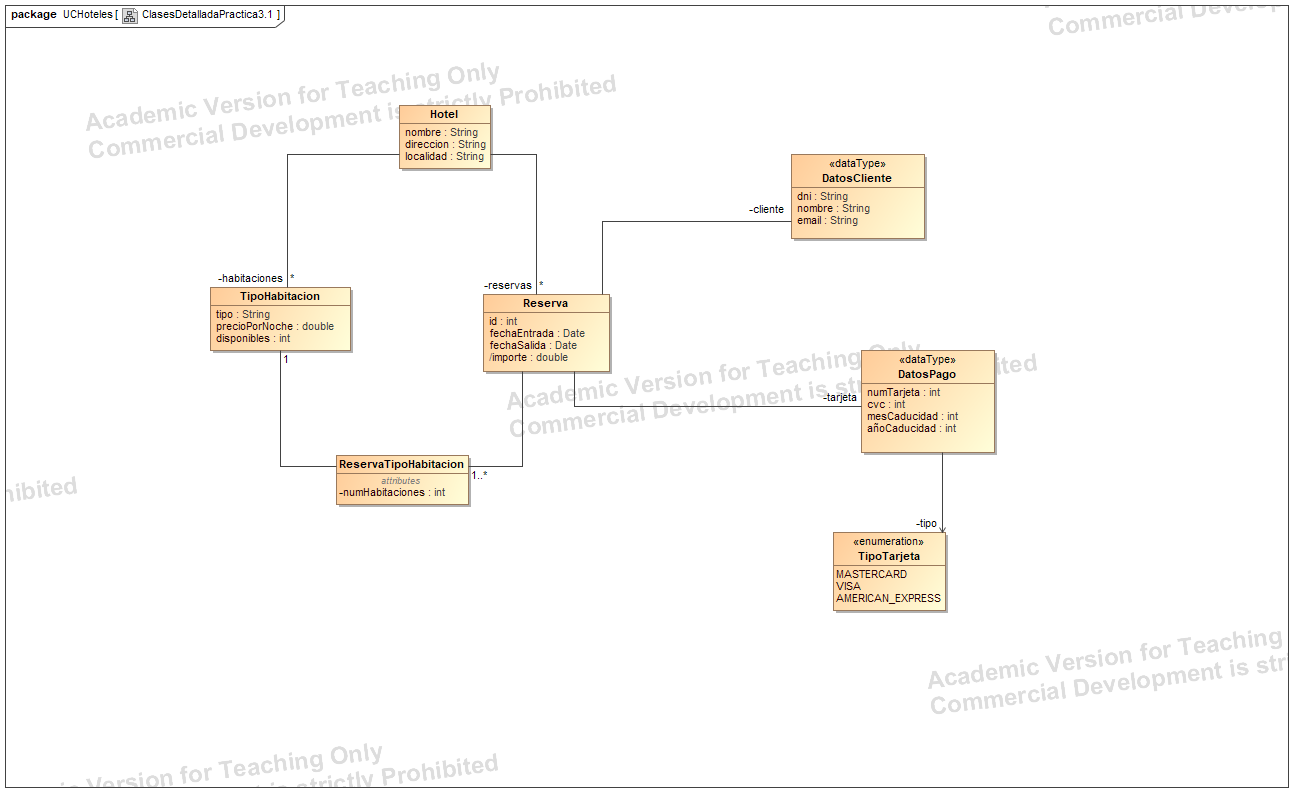 package UCHoteles [ ClasesDetalladaPractica3.1 ]
Commercial Develop
Academic Version for Teaching Only
Commercial Development is strictly Prohibited
Hotel
nombre : String
direccion : String
localidad : String
«dataType»
DatosCliente
dni : String
nombre : String
email : String
-cliente
-habitaciones *
TipoHabitacion
tipo : String
precioPorNoche : double
disponibles : int
1
-reservas *
Reserva
id : int
fechaEntrada : Date
fechaSalida : Date
/importe : double
Academic Version for Teaching Only
Commercial Development is str ited
-tarjeta
«dataType»
DatosPago
numTarjeta : int
cvc : int
mesCaducidad : int
añoCaducidad : int
ReservaTipoHabitacion
attributes
-numHabitaciones : int
1..*
hibited
-tipo
«enumeration»
TipoTarjeta
MASTERCARD
VISA
AMERICAN_EXPRESS
Academic Version for Teaching
Commercial Development is stri
ic Version for Teaching Only
is strictly Prohibited